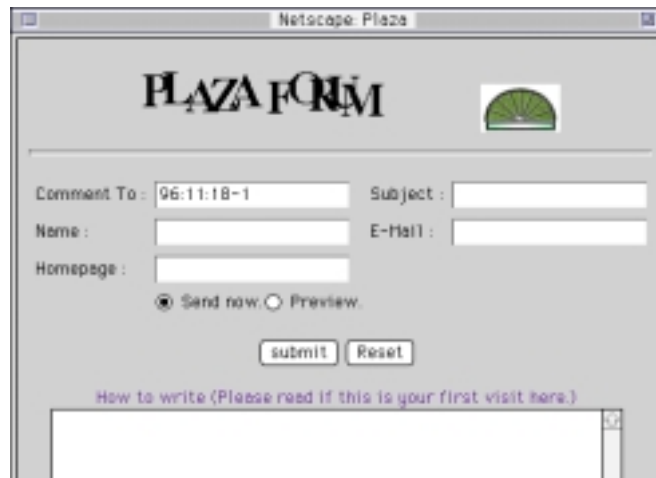 Netscape: Plaza
PLAZA FORUM
Comment To : 96:11:18-1 Subject :
Name : E-Mail :
Homepage :
Send now. Preview.
submit Reset
How to write (Please read if this is your first visit here.)